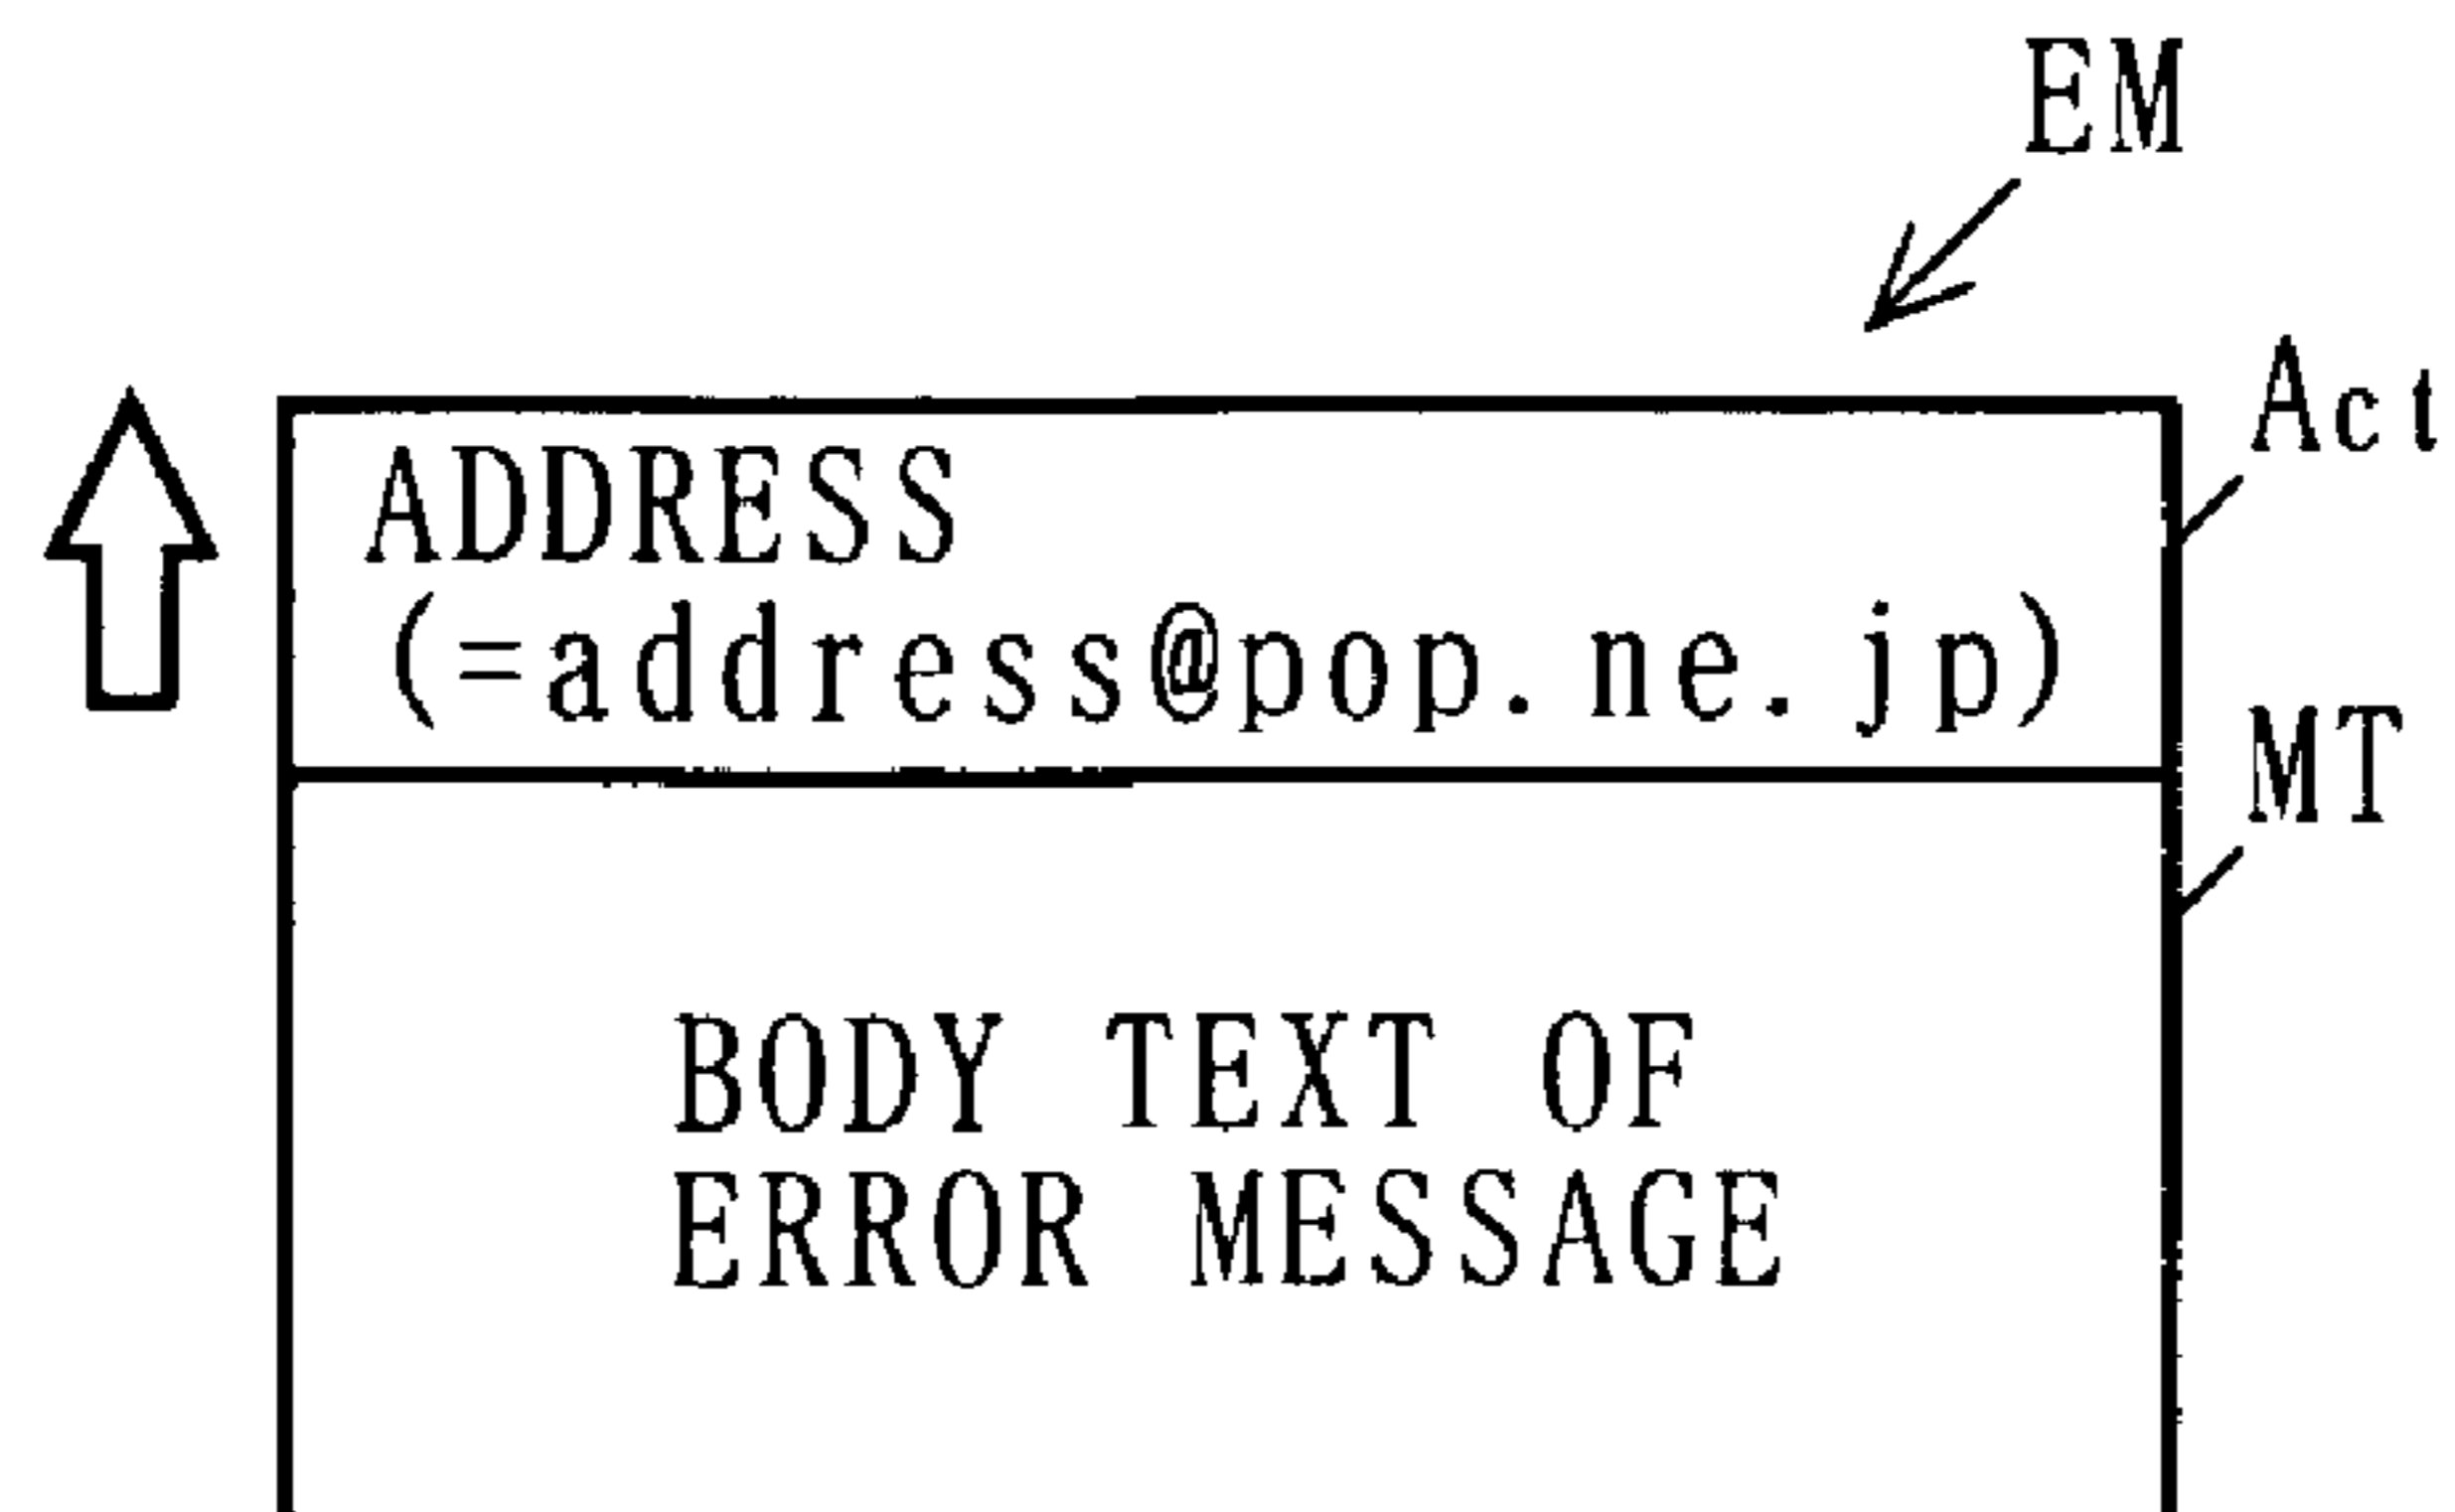 EM
Act
ADDRESS
(=address@pop.ne.jp)
MT
BODY TEXT OF
ERROR MESSAGE